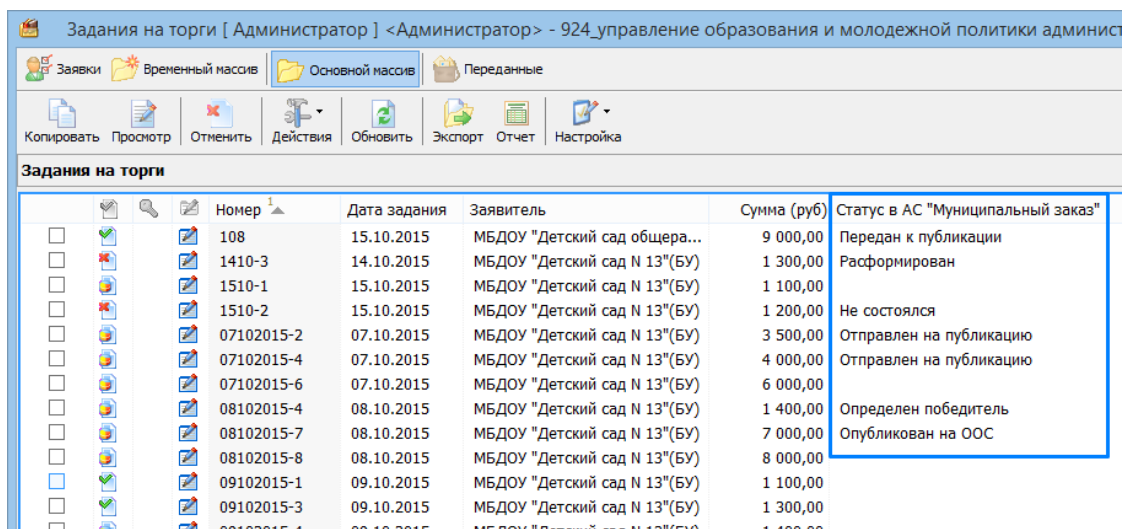 Задания на торги [ Администратор ] <Администратор> - 924_управление образования и молодежной политики админист
Заявки Временный массив Основной массив Переданные
Копировать Просмотр Отменить Действия Обновить Экспорт Отчет Настройка
Задания на торги
Номер 1 Дата задания Заявитель Сумма (руб) Статус в АС "Муниципальный заказ"
108 15.10.2015 МБДОУ "Детский сад общера... 9 000,00 Передан к публикации
1410-3 14.10.2015 МБДОУ "Детский сад N 13"(БУ) 1 300,00 Расформирован
1510-1 15.10.2015 МБДОУ "Детский сад N 13"(БУ) 1 100,00
1510-2 15.10.2015 МБДОУ "Детский сад N 13"(БУ) 1 200,00 Не состоялся
07102015-2 07.10.2015 МБДОУ "Детский сад N 13"(БУ) 3 500,00 Отправлен на публикацию
07102015-4 07.10.2015 МБДОУ "Детский сад N 13"(БУ) 4 000,00 Отправлен на публикацию
07102015-6 07.10.2015 МБДОУ "Детский сад N 13"(БУ) 6 000,00
08102015-4 08.10.2015 МБДОУ "Детский сад N 13"(БУ) 1 400,00 Определен победитель
08102015-7 08.10.2015 МБДОУ "Детский сад N 13"(БУ) 7 000,00 Опубликован на ООС
08102015-8 08.10.2015 МБДОУ "Детский сад N 13"(БУ) 8 000,00
09102015-1 09.10.2015 МБДОУ "Детский сад N 13"(БУ) 1 100,00
09102015-3 09.10.2015 МБДОУ "Детский сад N 13"(БУ) 1 300,00